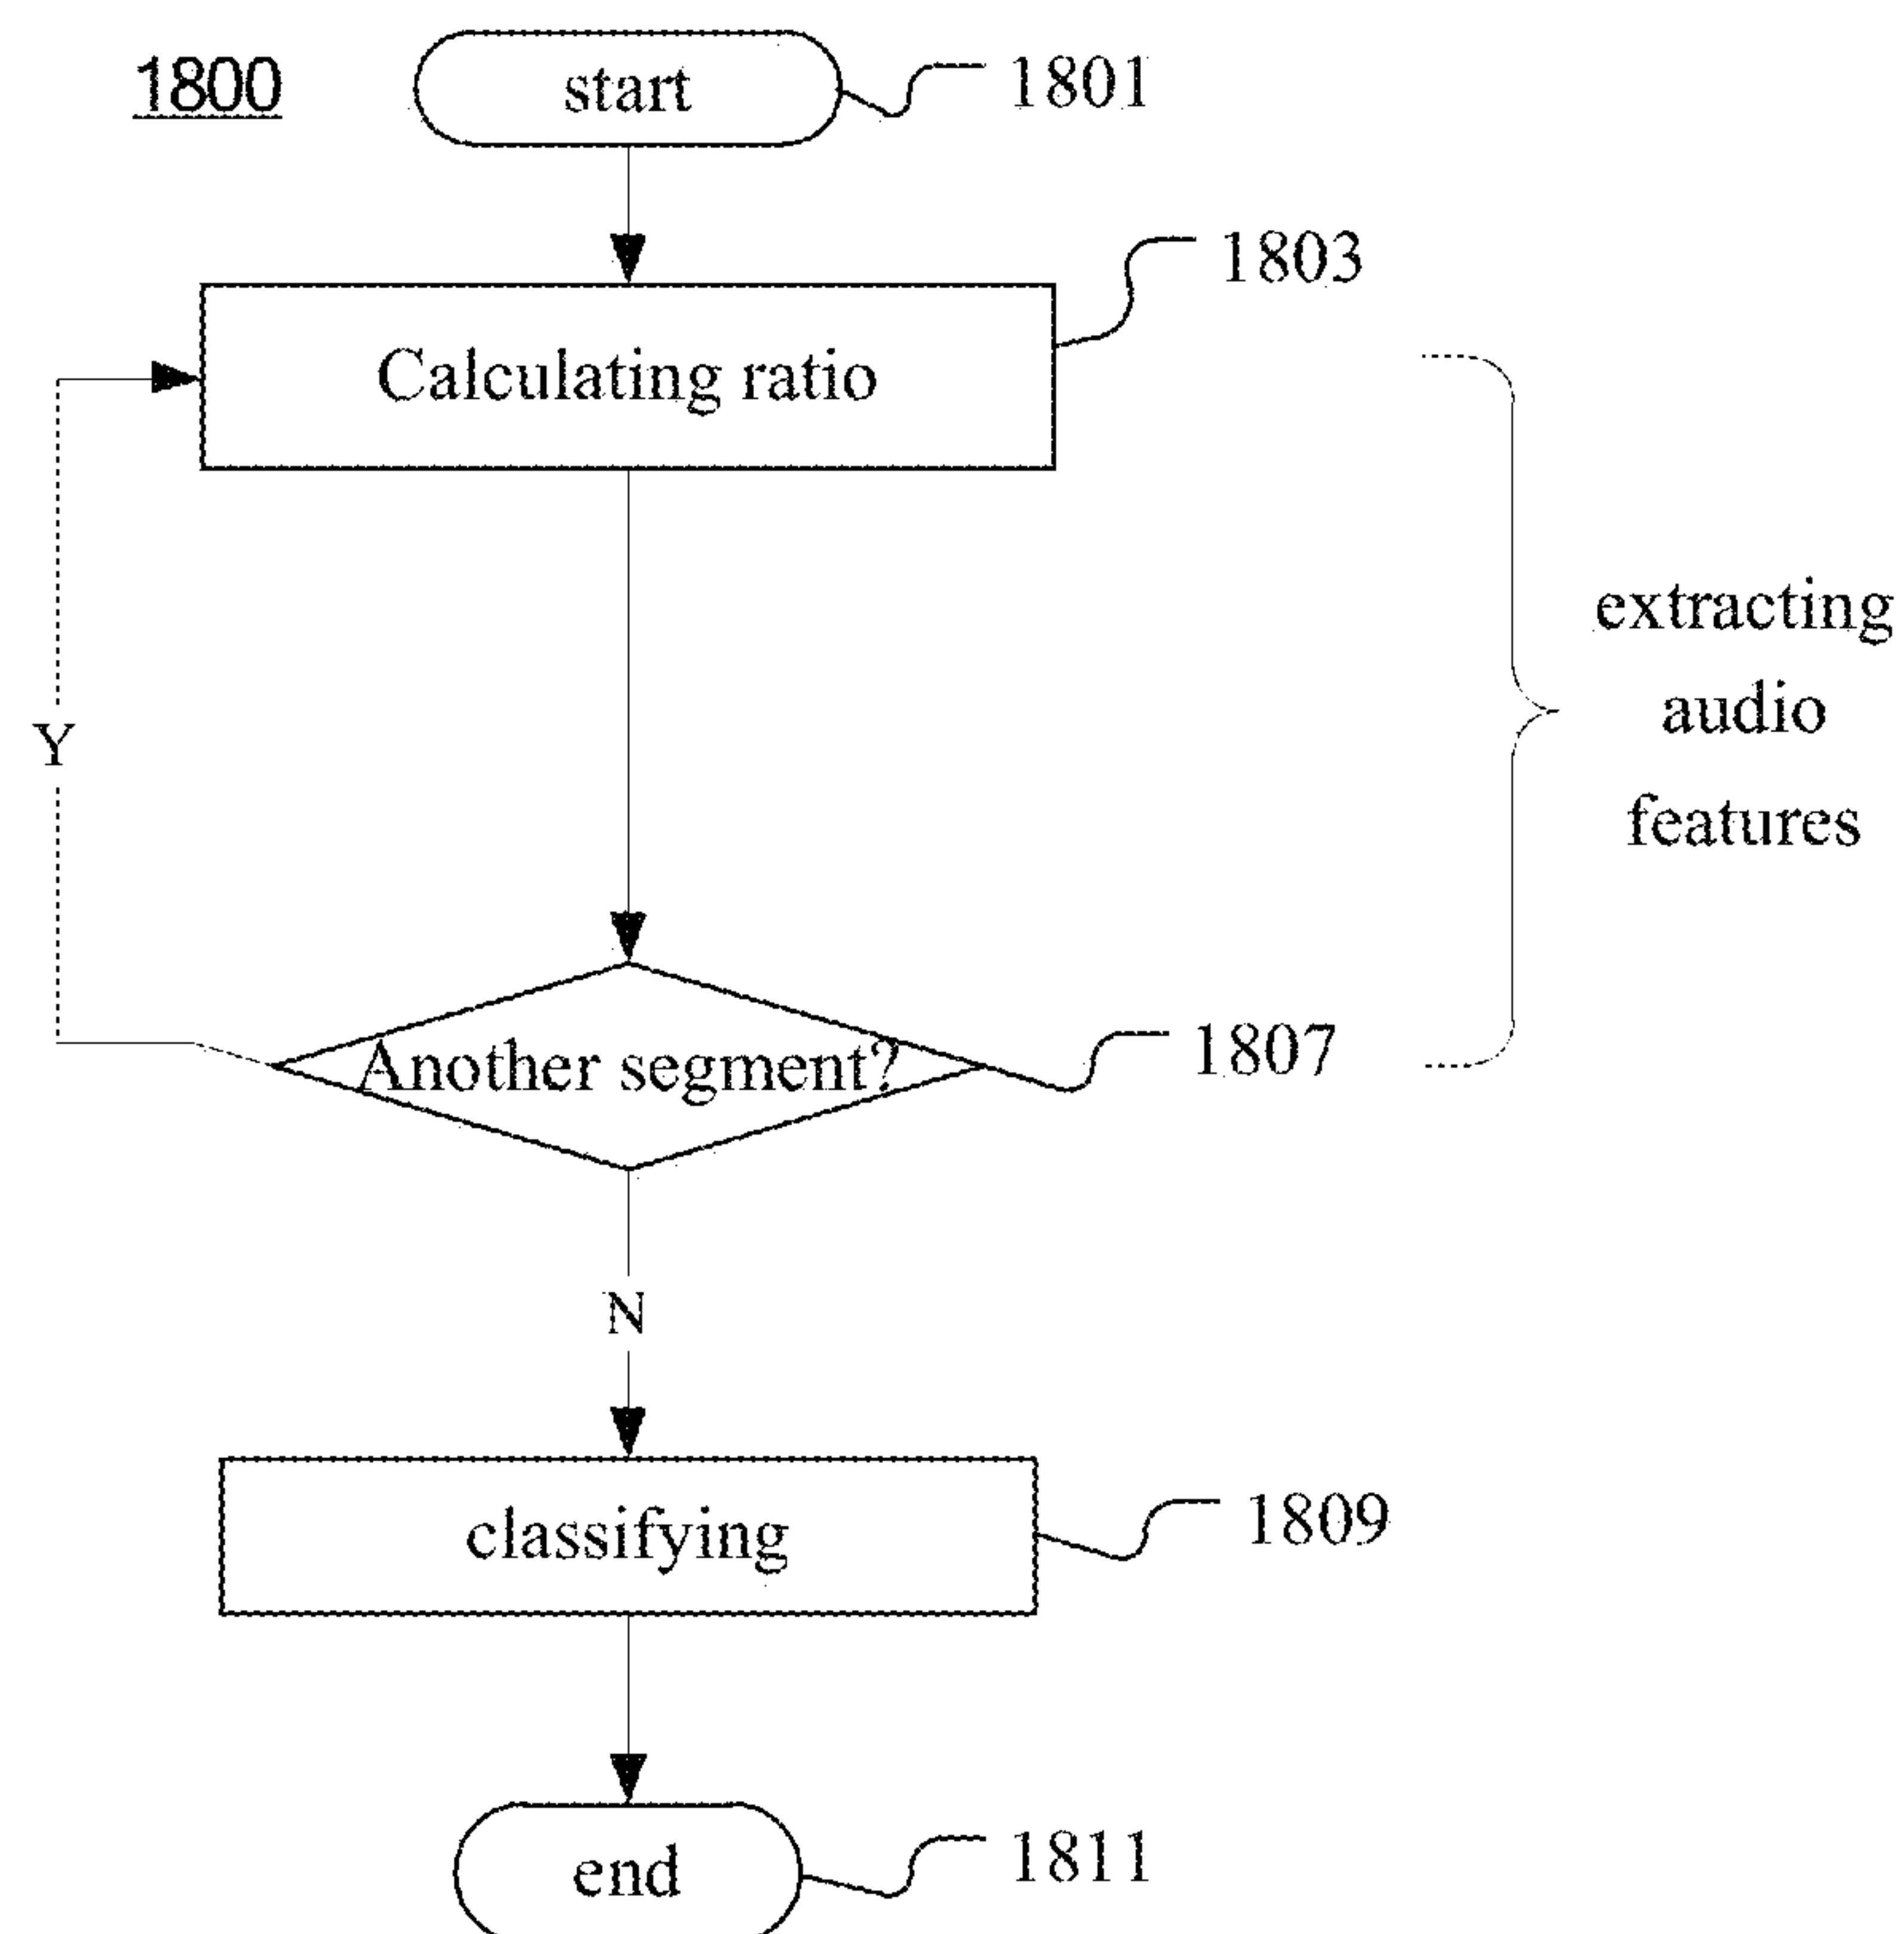 1800
start
1801
Calculating ratio
1803
Y
extracting
audio
features
Another segment?
1807
N
classifying
1809
end
1811